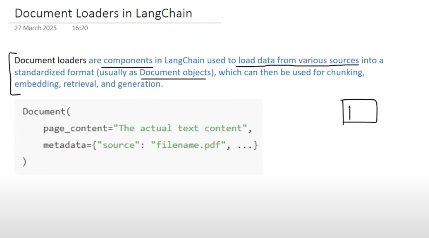 Document Loaders in LangChain
27 March 2025 16:20
Document loaders are components in LangChain used to load data from various sources into a
standardized format (usually as Document objects), which can then be used for chunking,
embedding, retrieval, and generation.
Document(
page_content="The actual text content",
metadata={"source": "filename.pdf", ...}
)